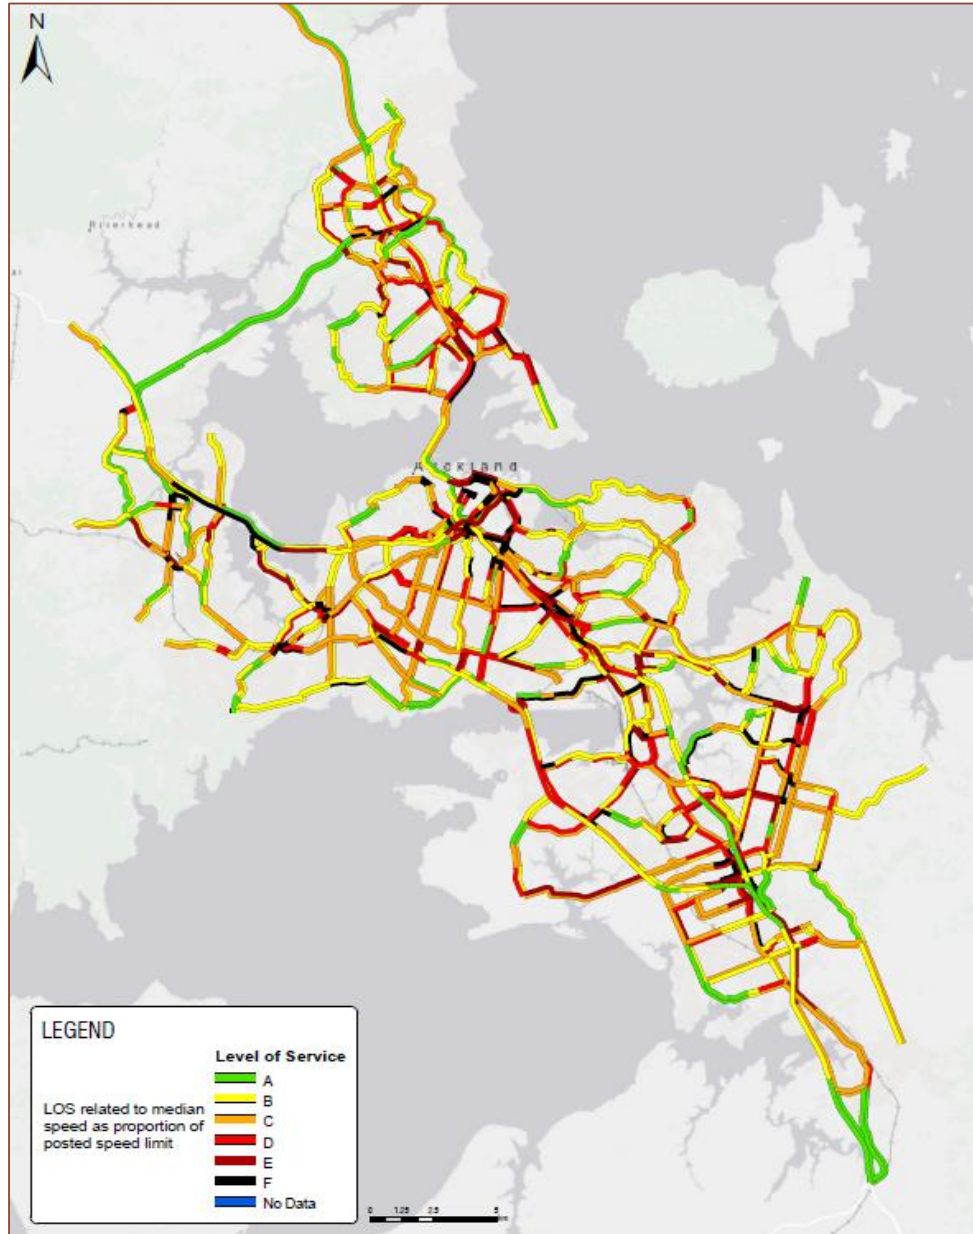 N
Riverhead
Auckland
LEGEND
Level of Service
LOS related to median
speed as proportion of
posted speed limit
A
B
C
D
E
F
No Data
0 1.25 2.5 5